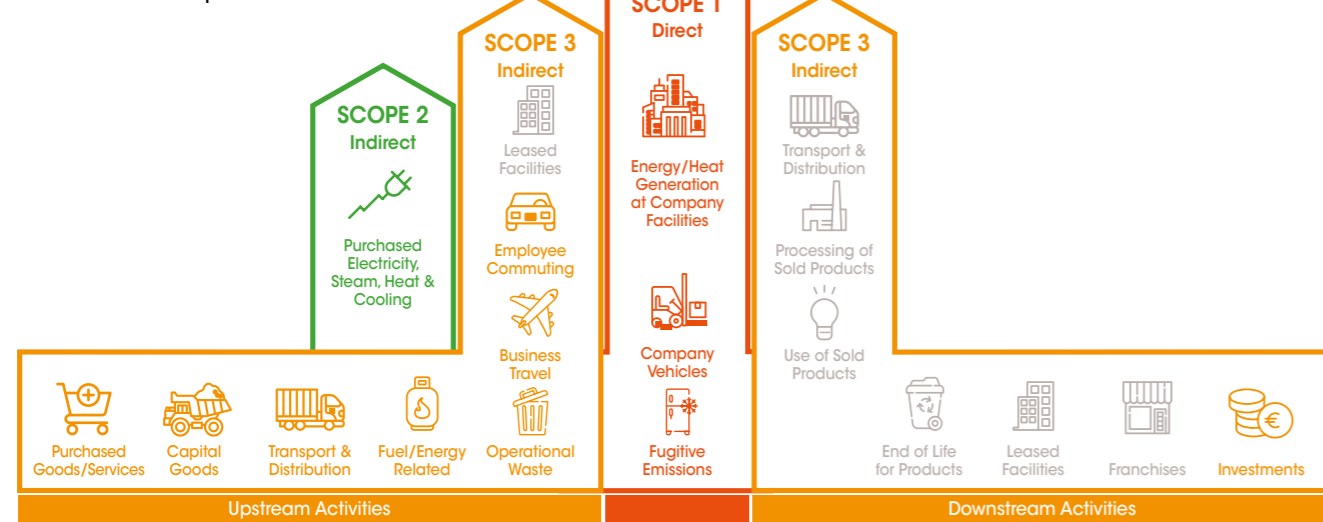 SCOPE 2
Indirect
Purchased
Electricity,
Steam, Heat &
Cooling
SCOPE 3
Indirect
Leased
Facilities
Employee
Commuting
Business
Travel
Operational
Waste
Purchased
Goods/Services
Capital
Goods
Transport &
Distribution
Fuel/Energy
Related
Upstream Activities
SCOPE 1
Direct
Energy/Heat
Generation
at Company
Facilities
Company
Vehicles
Fugitive
Emissions
SCOPE 3
Indirect
Transport &
Distribution
Processing of
Sold Products
Use of Sold
Products
End of Life
for Products
Leased
Facilities
Franchises
€
Investments
Downstream Activities